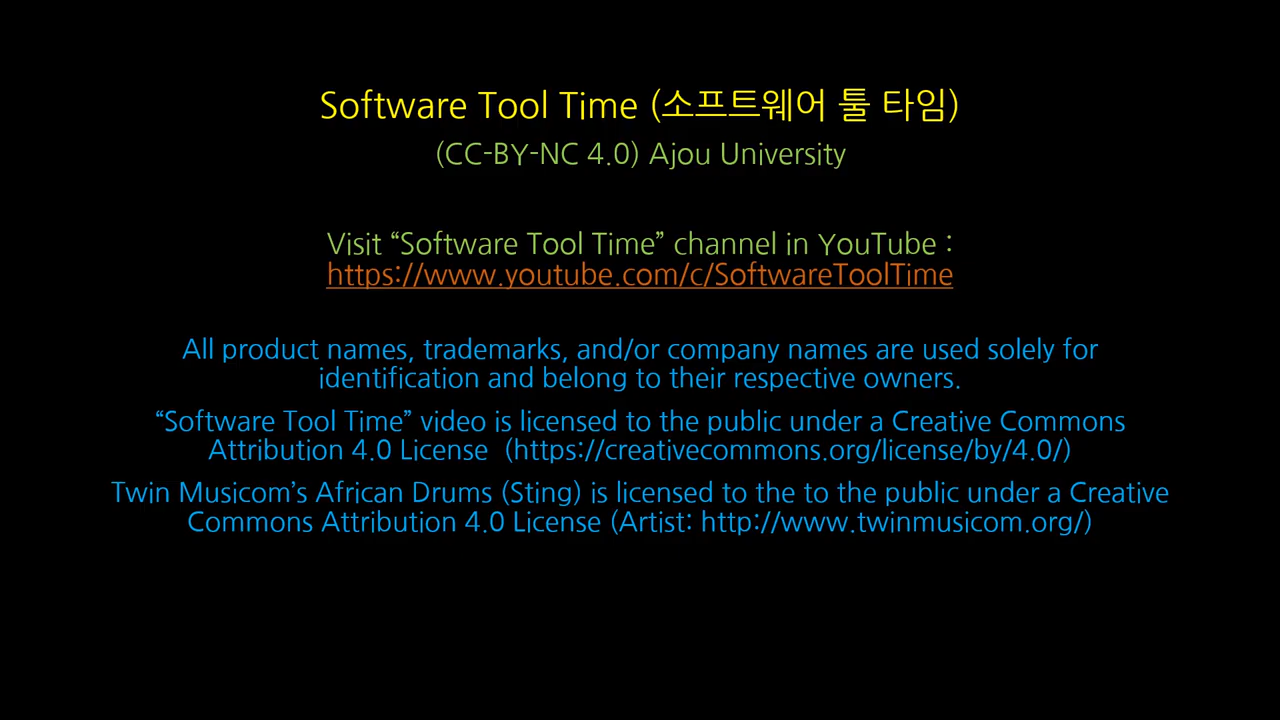 Software Tool Time (소프트웨어 툴 타임)
(CC-BY-NC 4.0) Ajou University
Visit “Software Tool Time” channel in YouTube :
https://www.youtube.com/c/SoftwareToolTime
All product names, trademarks, and/or company names are used solely for
identification and belong to their respective owners.
“Software Tool Time” video is licensed to the public under a Creative Commons
Attribution 4.0 License  (https://creativecommons.org/license/by/4.0/)
Twin Musicom’s African Drums (Sting) is licensed to the to the public under a Creative
Commons Attribution 4.0 License (Artist: http://www.twinmusicom.org/)